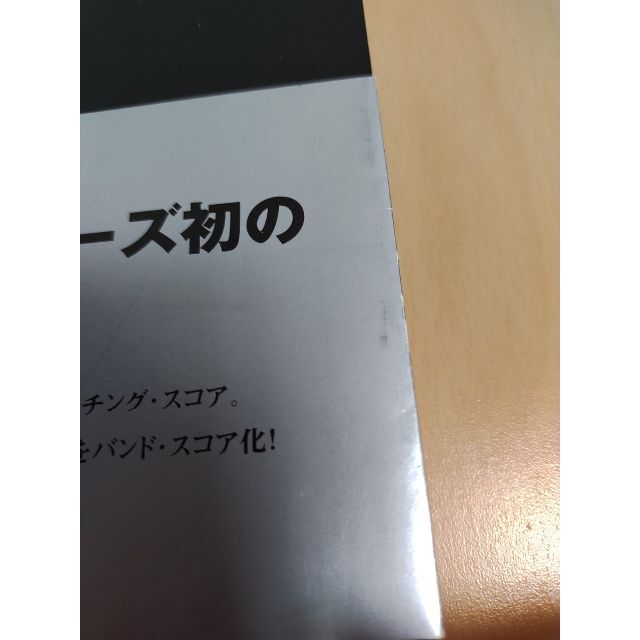 ーズ初の
チング・スコア。
をバンド・スコア化!